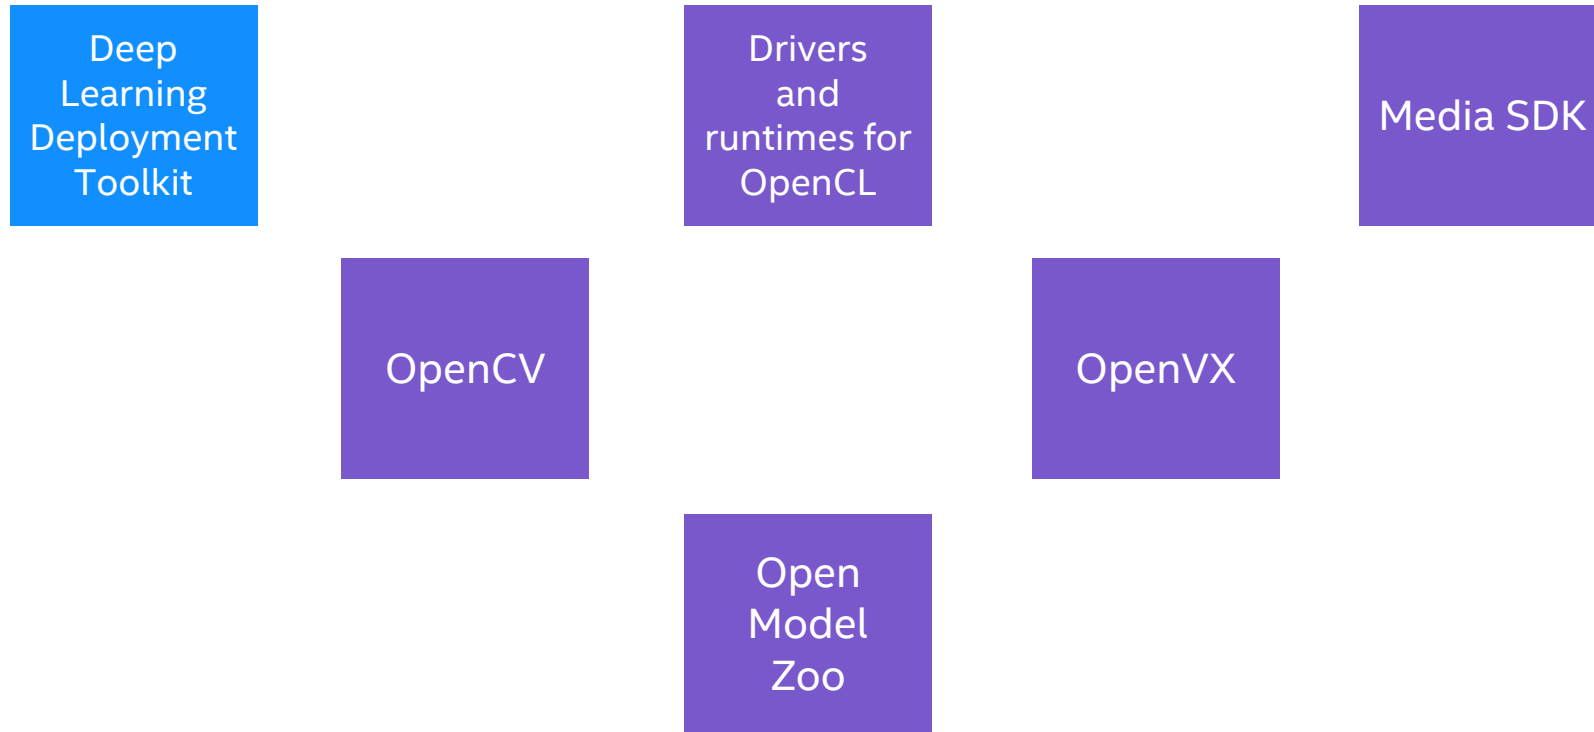 Deep
Learning
Deployment
Toolkit
Drivers
and
runtimes for
OpenCL
Media SDK
OpenCV
OpenVX
Open
Model
Zoo